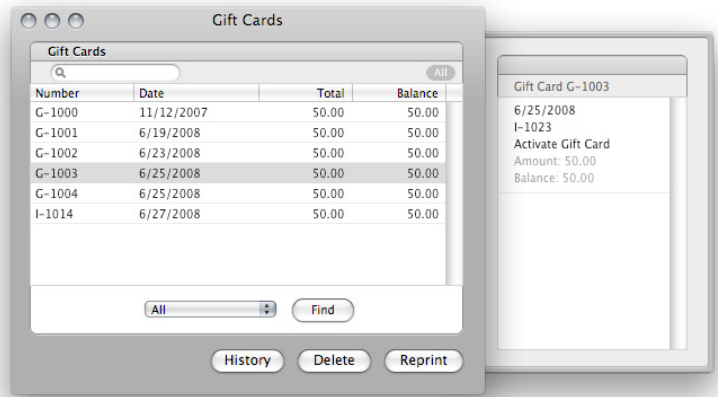 Gift Cards
Gift Cards
All
Number Date Total Balance
G-1000 11/12/2007 50.00 50.00
G-1001 6/19/2008 50.00 50.00
G-1002 6/23/2008 50.00 50.00
G-1003 6/25/2008 50.00 50.00
G-1004 6/25/2008 50.00 50.00
I-1014 6/27/2008 50.00 50.00
All Find
History Delete Reprint
Gift Card G-1003
6/25/2008
I-1023
Activate Gift Card
Amount: 50.00
Balance: 50.00